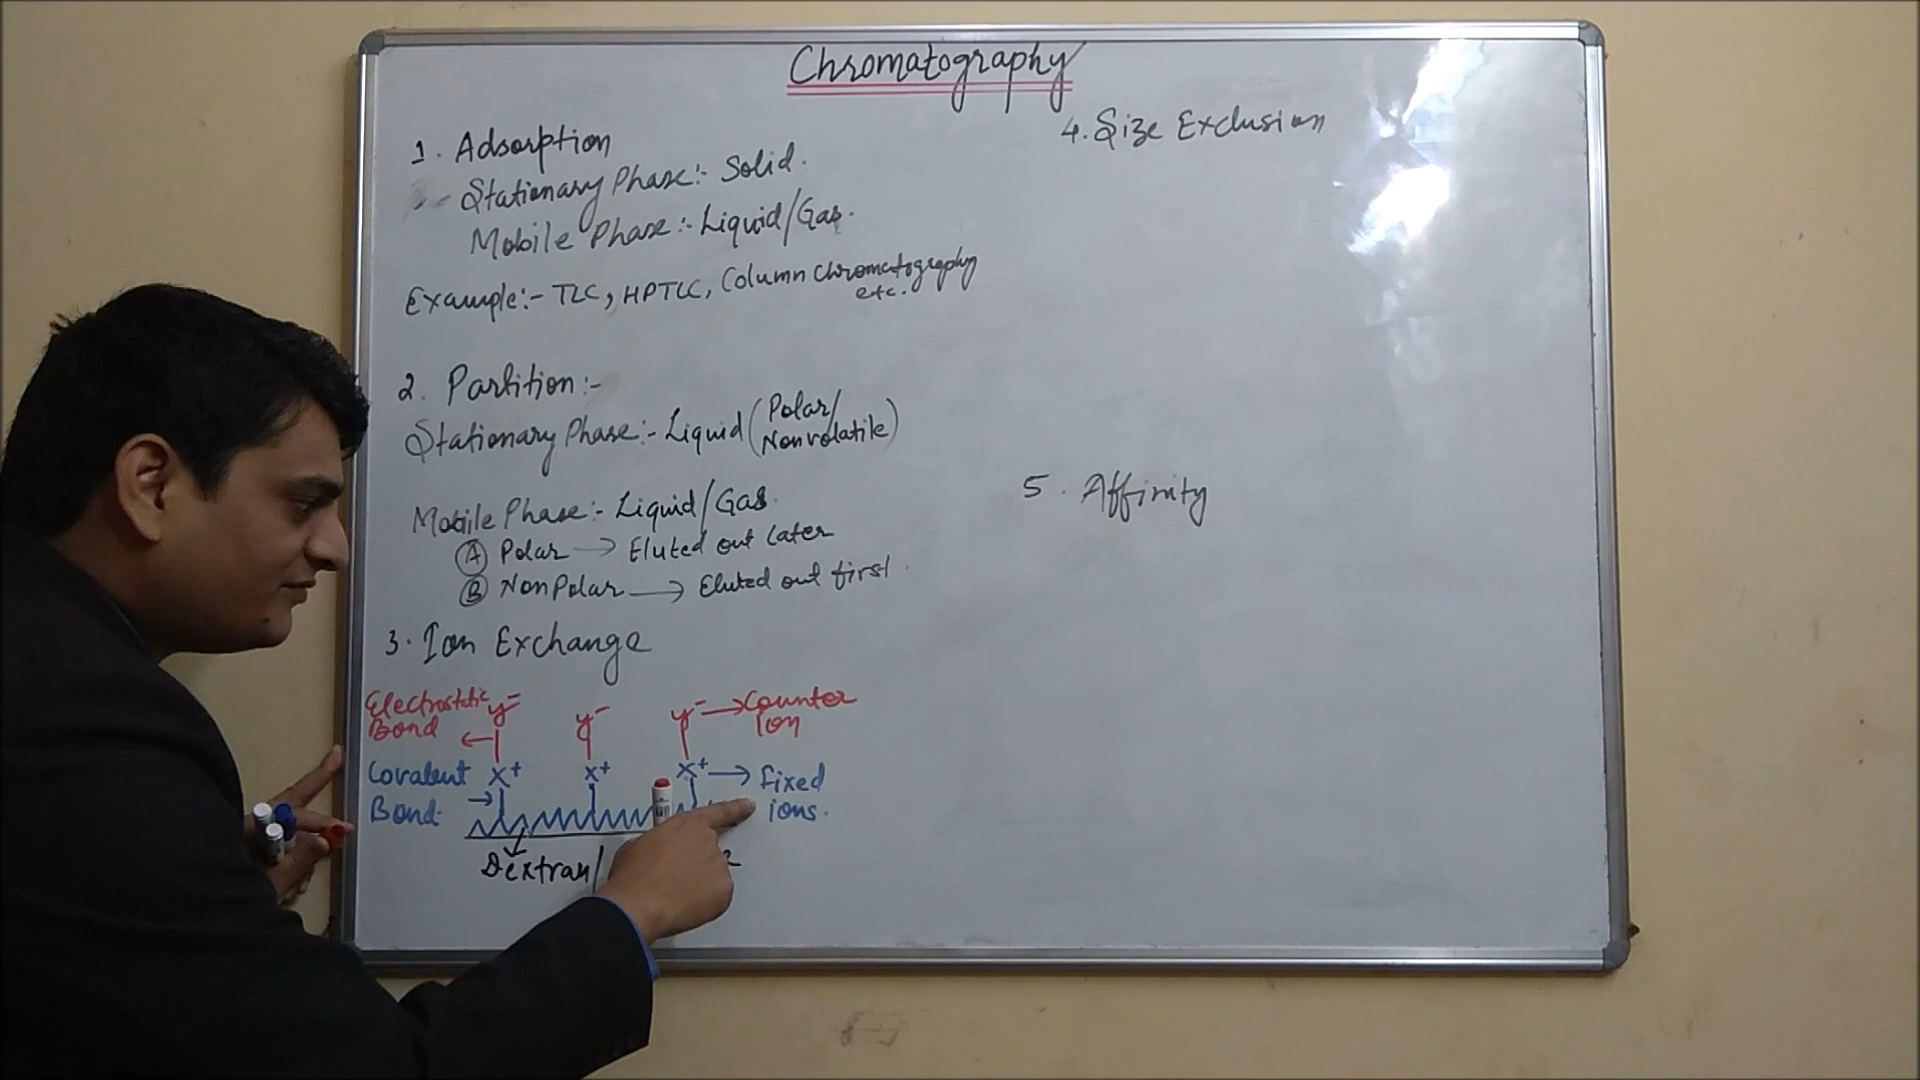 Chromatography
1. Adsorption
Stationary Phase:- Solid.
Mobile Phase:- Liquid/Gas.
Example:- TLC, HPTLC, Column Chromatography
etc.
2. Partition:-
Stationary Phase:- Liquid (Polar/
Nonvolatile)
Mobile Phase:- Liquid/Gas.
(A) Polar → Eluted out Later
(B) NonPolar → Eluted out first.
3. Ion Exchange
Electrostatic
Bond ←
y⁻ y⁻ y⁻ → Counter
Ion
Covalent
Bond. →
x⁺ x⁺ x⁺ → fixed
ions.
Dextran/
4. Size Exclusion
5. Affinity